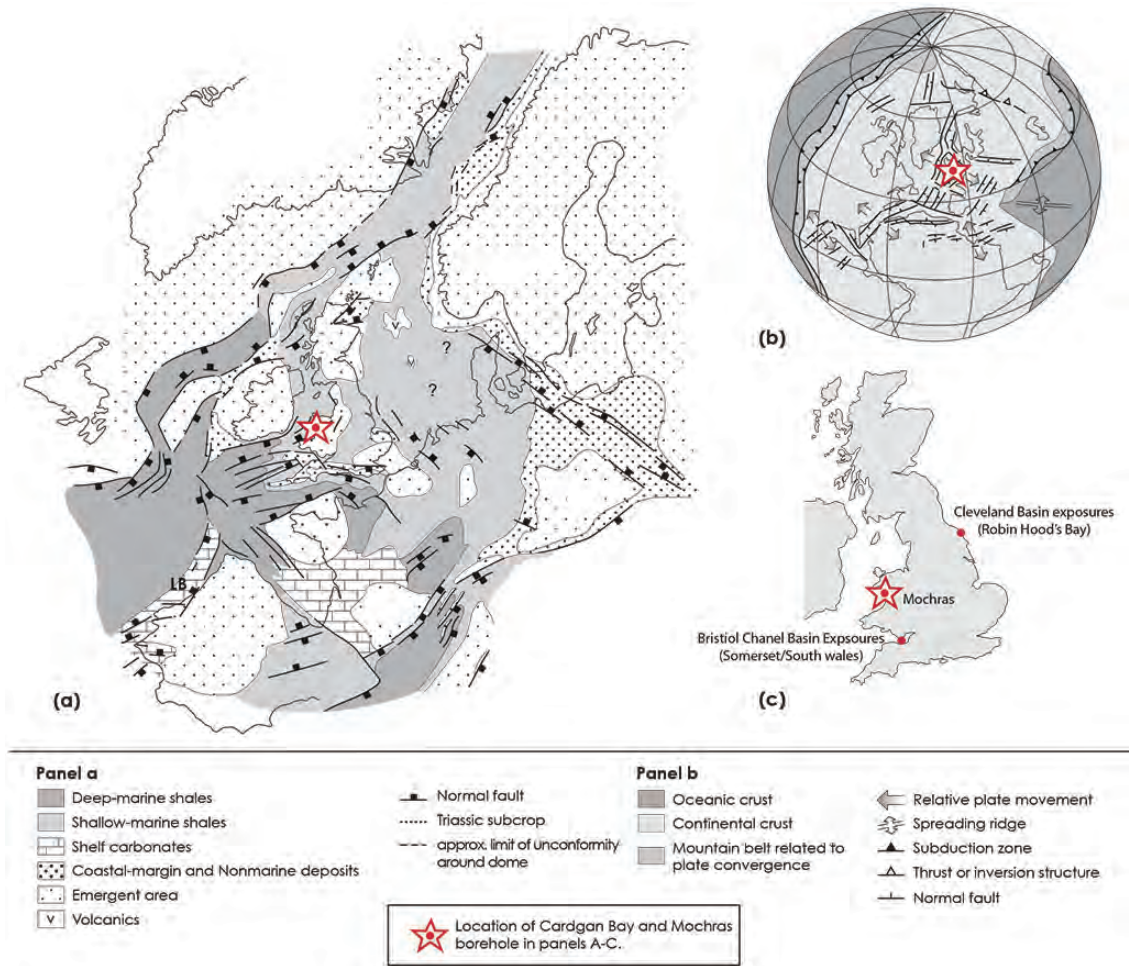 V
?
?
LB
(a)
(b)
Cleveland Basin exposures
(Robin Hood's Bay)
Mochras
Bristiol Chanel Basin Expsoures
(Somerset/South wales)
(c)
Panel a
Deep-marine shales
Shallow-marine shales
Shelf carbonates
Coastal-margin and Nonmarine deposits
Emergent area
V Volcanics
Normal fault
Triassic subcrop
approx. limit of unconformity
around dome
Panel b
Oceanic crust
Continental crust
Mountain belt related to
plate convergence
Relative plate movement
Spreading ridge
Subduction zone
Thrust or inversion structure
Normal fault
Location of Cardgan Bay and Mochras
borehole in panels A-C.